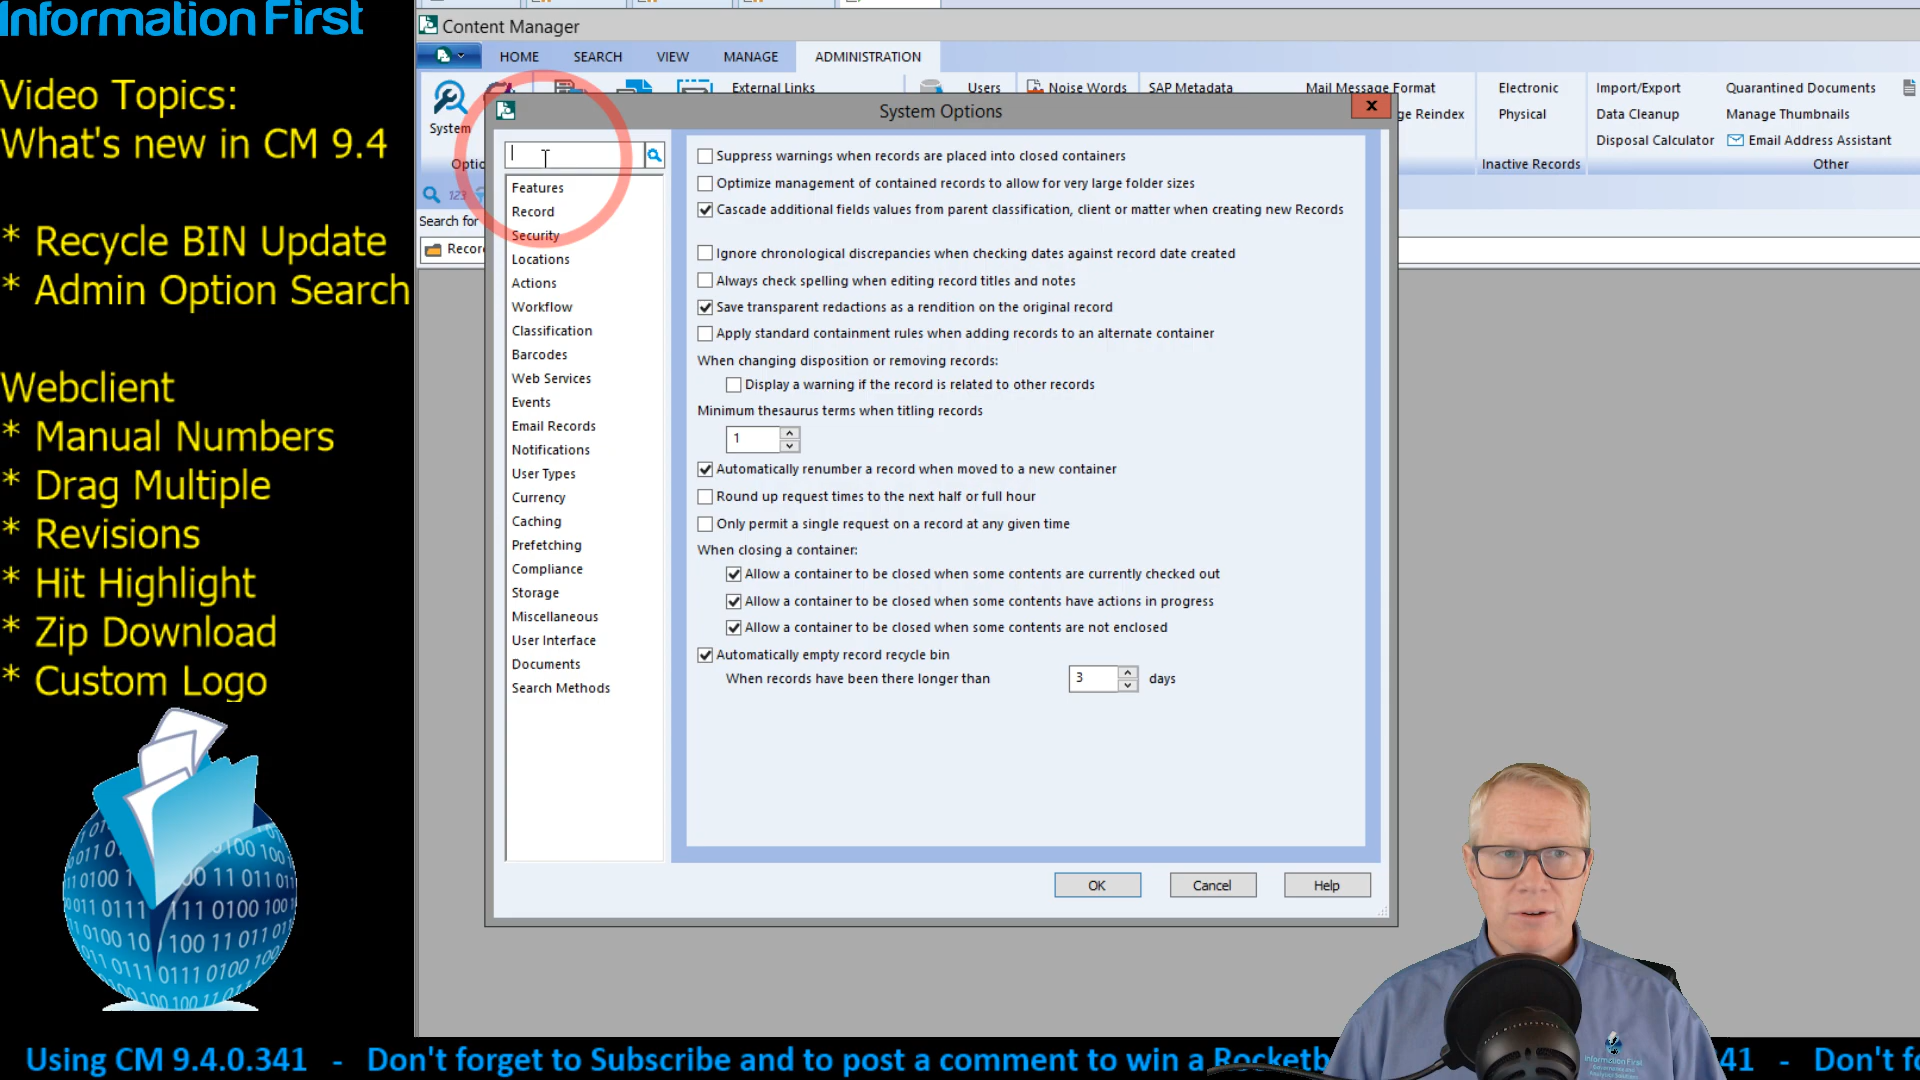 Information First
Video Topics:
What's new in CM 9.4
* Recycle BIN Update
* Admin Option Search
Webclient
* Manual Numbers
* Drag Multiple
* Revisions
* Hit Highlight
* Zip Download
* Custom Logo
Content Manager
HOME SEARCH VIEW MANAGE ADMINISTRATION
System
External Links
Users
Noise Words
SAP Metadata
Mail Message Format
ge Reindex
Electronic
Physical
Inactive Records
Import/Export
Data Cleanup
Disposal Calculator
Quarantined Documents
Manage Thumbnails
Email Address Assistant
Other
Optic
123
Search for
Recor
System Options
x
Features
Record
Security
Locations
Actions
Workflow
Classification
Barcodes
Web Services
Events
Email Records
Notifications
User Types
Currency
Caching
Prefetching
Compliance
Storage
Miscellaneous
User Interface
Documents
Search Methods
Suppress warnings when records are placed into closed containers
Optimize management of contained records to allow for very large folder sizes
Cascade additional fields values from parent classification, client or matter when creating new Records
Ignore chronological discrepancies when checking dates against record date created
Always check spelling when editing record titles and notes
Save transparent redactions as a rendition on the original record
Apply standard containment rules when adding records to an alternate container
When changing disposition or removing records:
Display a warning if the record is related to other records
Minimum thesaurus terms when titling records
1
Automatically renumber a record when moved to a new container
Round up request times to the next half or full hour
Only permit a single request on a record at any given time
When closing a container:
Allow a container to be closed when some contents are currently checked out
Allow a container to be closed when some contents have actions in progress
Allow a container to be closed when some contents are not enclosed
Automatically empty record recycle bin
When records have been there longer than 3 days
OK Cancel Help
Information First
Using CM 9.4.0.341 - Don't forget to Subscribe and to post a comment to win a Rocketb 41 - Don't fo